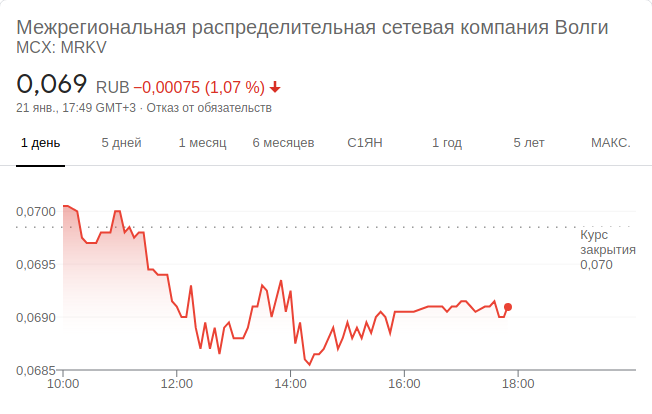 Межрегиональная распределительная сетевая компания Волги
MCX: MRKV
0,069 RUB −0,00075 (1,07 %)
21 янв., 17:49 GMT+3 · Отказ от обязательств
1 день 5 дней 1 месяц 6 месяцев С1ЯН 1 год 5 лет МАКС.
0,0700
Курс
закрытия
0,070
0,0695
0,0690
0,0685
10:00 12:00 14:00 16:00 18:00